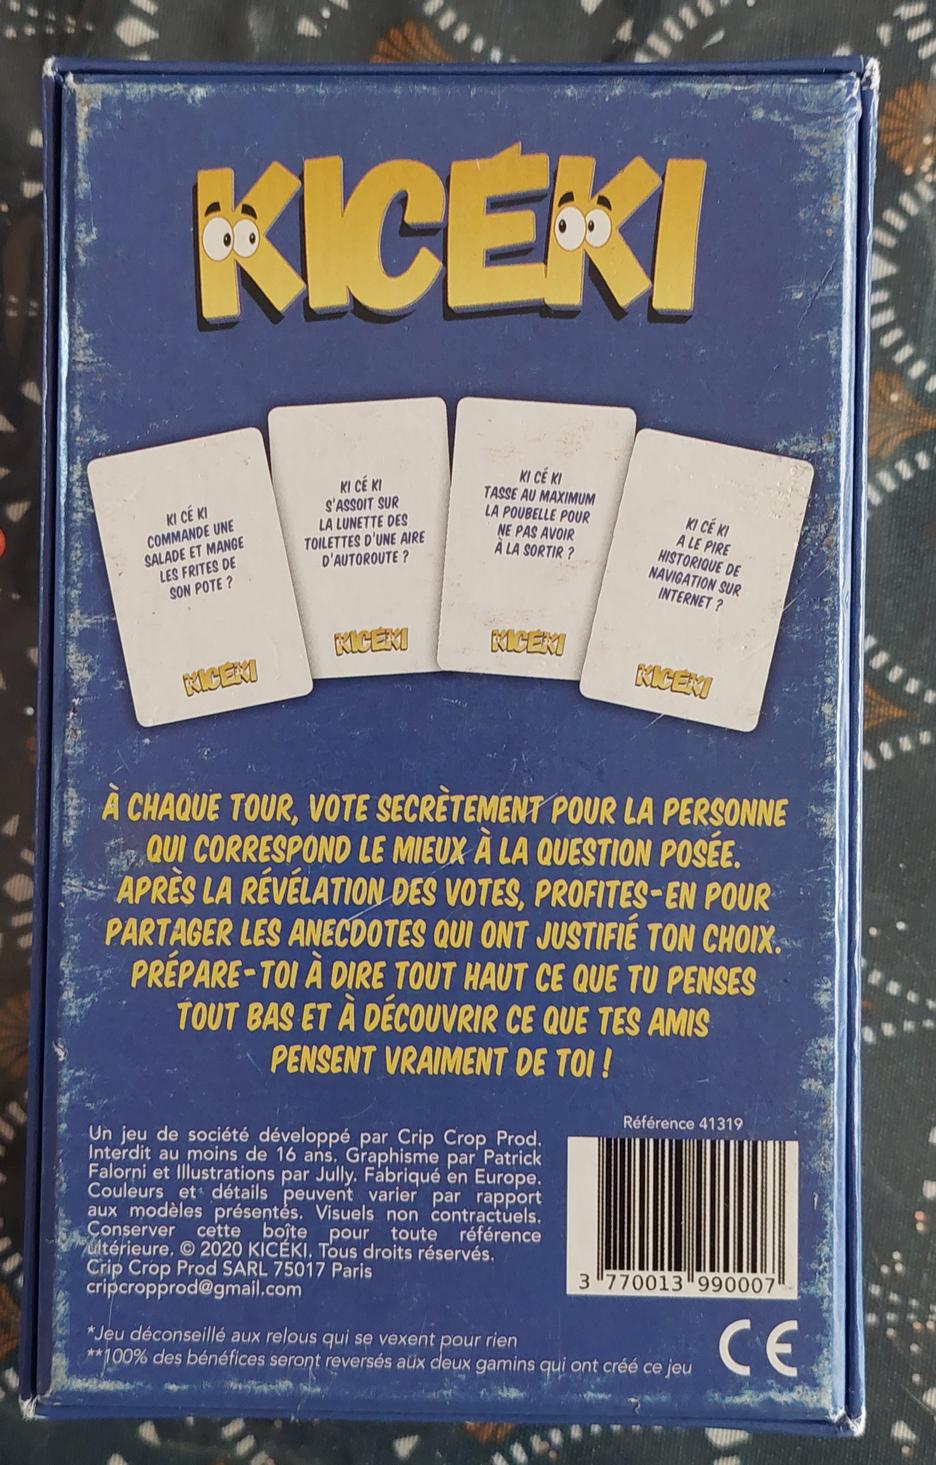 KICÉKI
KI CÉ KI
COMMANDE UNE
SALADE ET MANGE
LES FRITES DE
SON POTE ?
KICÉKI
KI CÉ KI
S'ASSOIT SUR
LA LUNETTE DES
TOILETTES D'UNE AIRE
D'AUTOROUTE ?
KICÉKI
KI CÉ KI
TASSE AU MAXIMUM
LA POUBELLE POUR
NE PAS AVOIR
À LA SORTIR ?
KICÉKI
KI CÉ KI
A LE PIRE
HISTORIQUE DE
NAVIGATION SUR
INTERNET ?
KICÉKI
À CHAQUE TOUR, VOTE SECRÈTEMENT POUR LA PERSONNE
QUI CORRESPOND LE MIEUX À LA QUESTION POSÉE.
APRÈS LA RÉVÉLATION DES VOTES, PROFITES-EN POUR
PARTAGER LES ANECDOTES QUI ONT JUSTIFIÉ TON CHOIX.
PRÉPARE-TOI À DIRE TOUT HAUT CE QUE TU PENSES
TOUT BAS ET À DÉCOUVRIR CE QUE TES AMIS
PENSENT VRAIMENT DE TOI !
Un jeu de société développé par Crip Crop Prod.
Interdit au moins de 16 ans. Graphisme par Patrick
Falorni et Illustrations par Jully. Fabriqué en Europe.
Couleurs et détails peuvent varier par rapport
aux modèles présentés. Visuels non contractuels.
Conserver cette boîte pour toute référence
ultérieure. © 2020 KICÉKI. Tous droits réservés.
Crip Crop Prod SARL 75017 Paris
cripcropprod@gmail.com
Référence 41319
3 770013 990007
*Jeu déconseillé aux relous qui se vexent pour rien
**100% des bénéfices seront reversés aux deux gamins qui ont créé ce jeu
CE